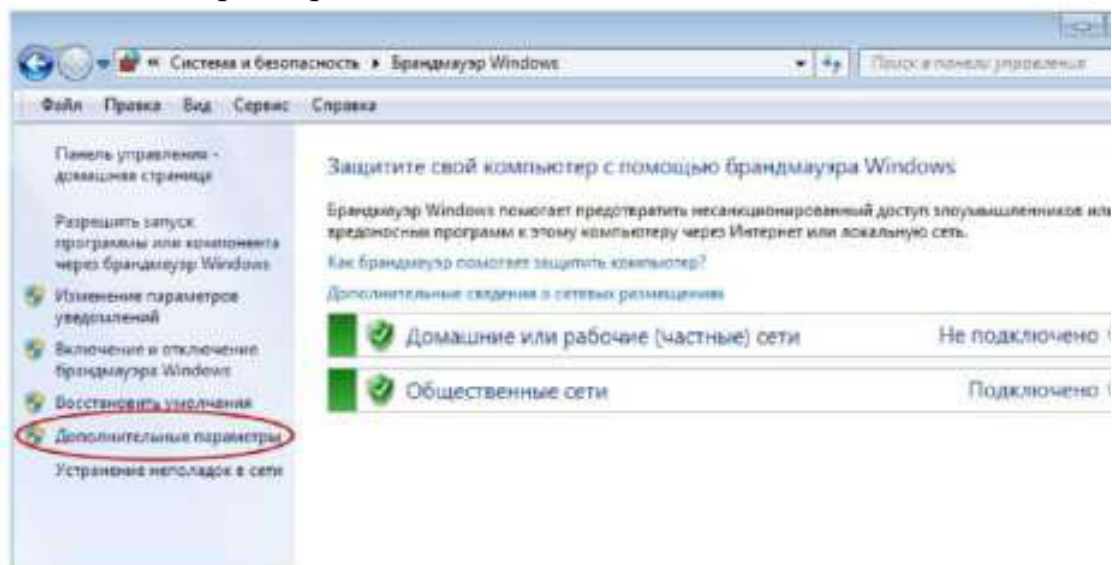 « Система и безопасность ▸ Брандмауэр Windows
Поиск в панели управления
Файл Правка Вид Сервис Справка
Панель управления -
домашняя страница
Разрешить запуск
программы или компонента
через брандмауэр Windows
Изменение параметров
уведомлений
Включение и отключение
брандмауэра Windows
Восстановить умолчания
Дополнительные параметры
Устранение неполадок в сети
Защитите свой компьютер с помощью брандмауэра Windows
Брандмауэр Windows помогает предотвратить несанкционированный доступ злоумышленников или
вредоносных программ к этому компьютеру через Интернет или локальную сеть.
Как брандмауэр помогает защитить компьютер?
Дополнительные сведения о сетевых размещениях
Домашние или рабочие (частные) сети Не подключено
Общественные сети Подключено